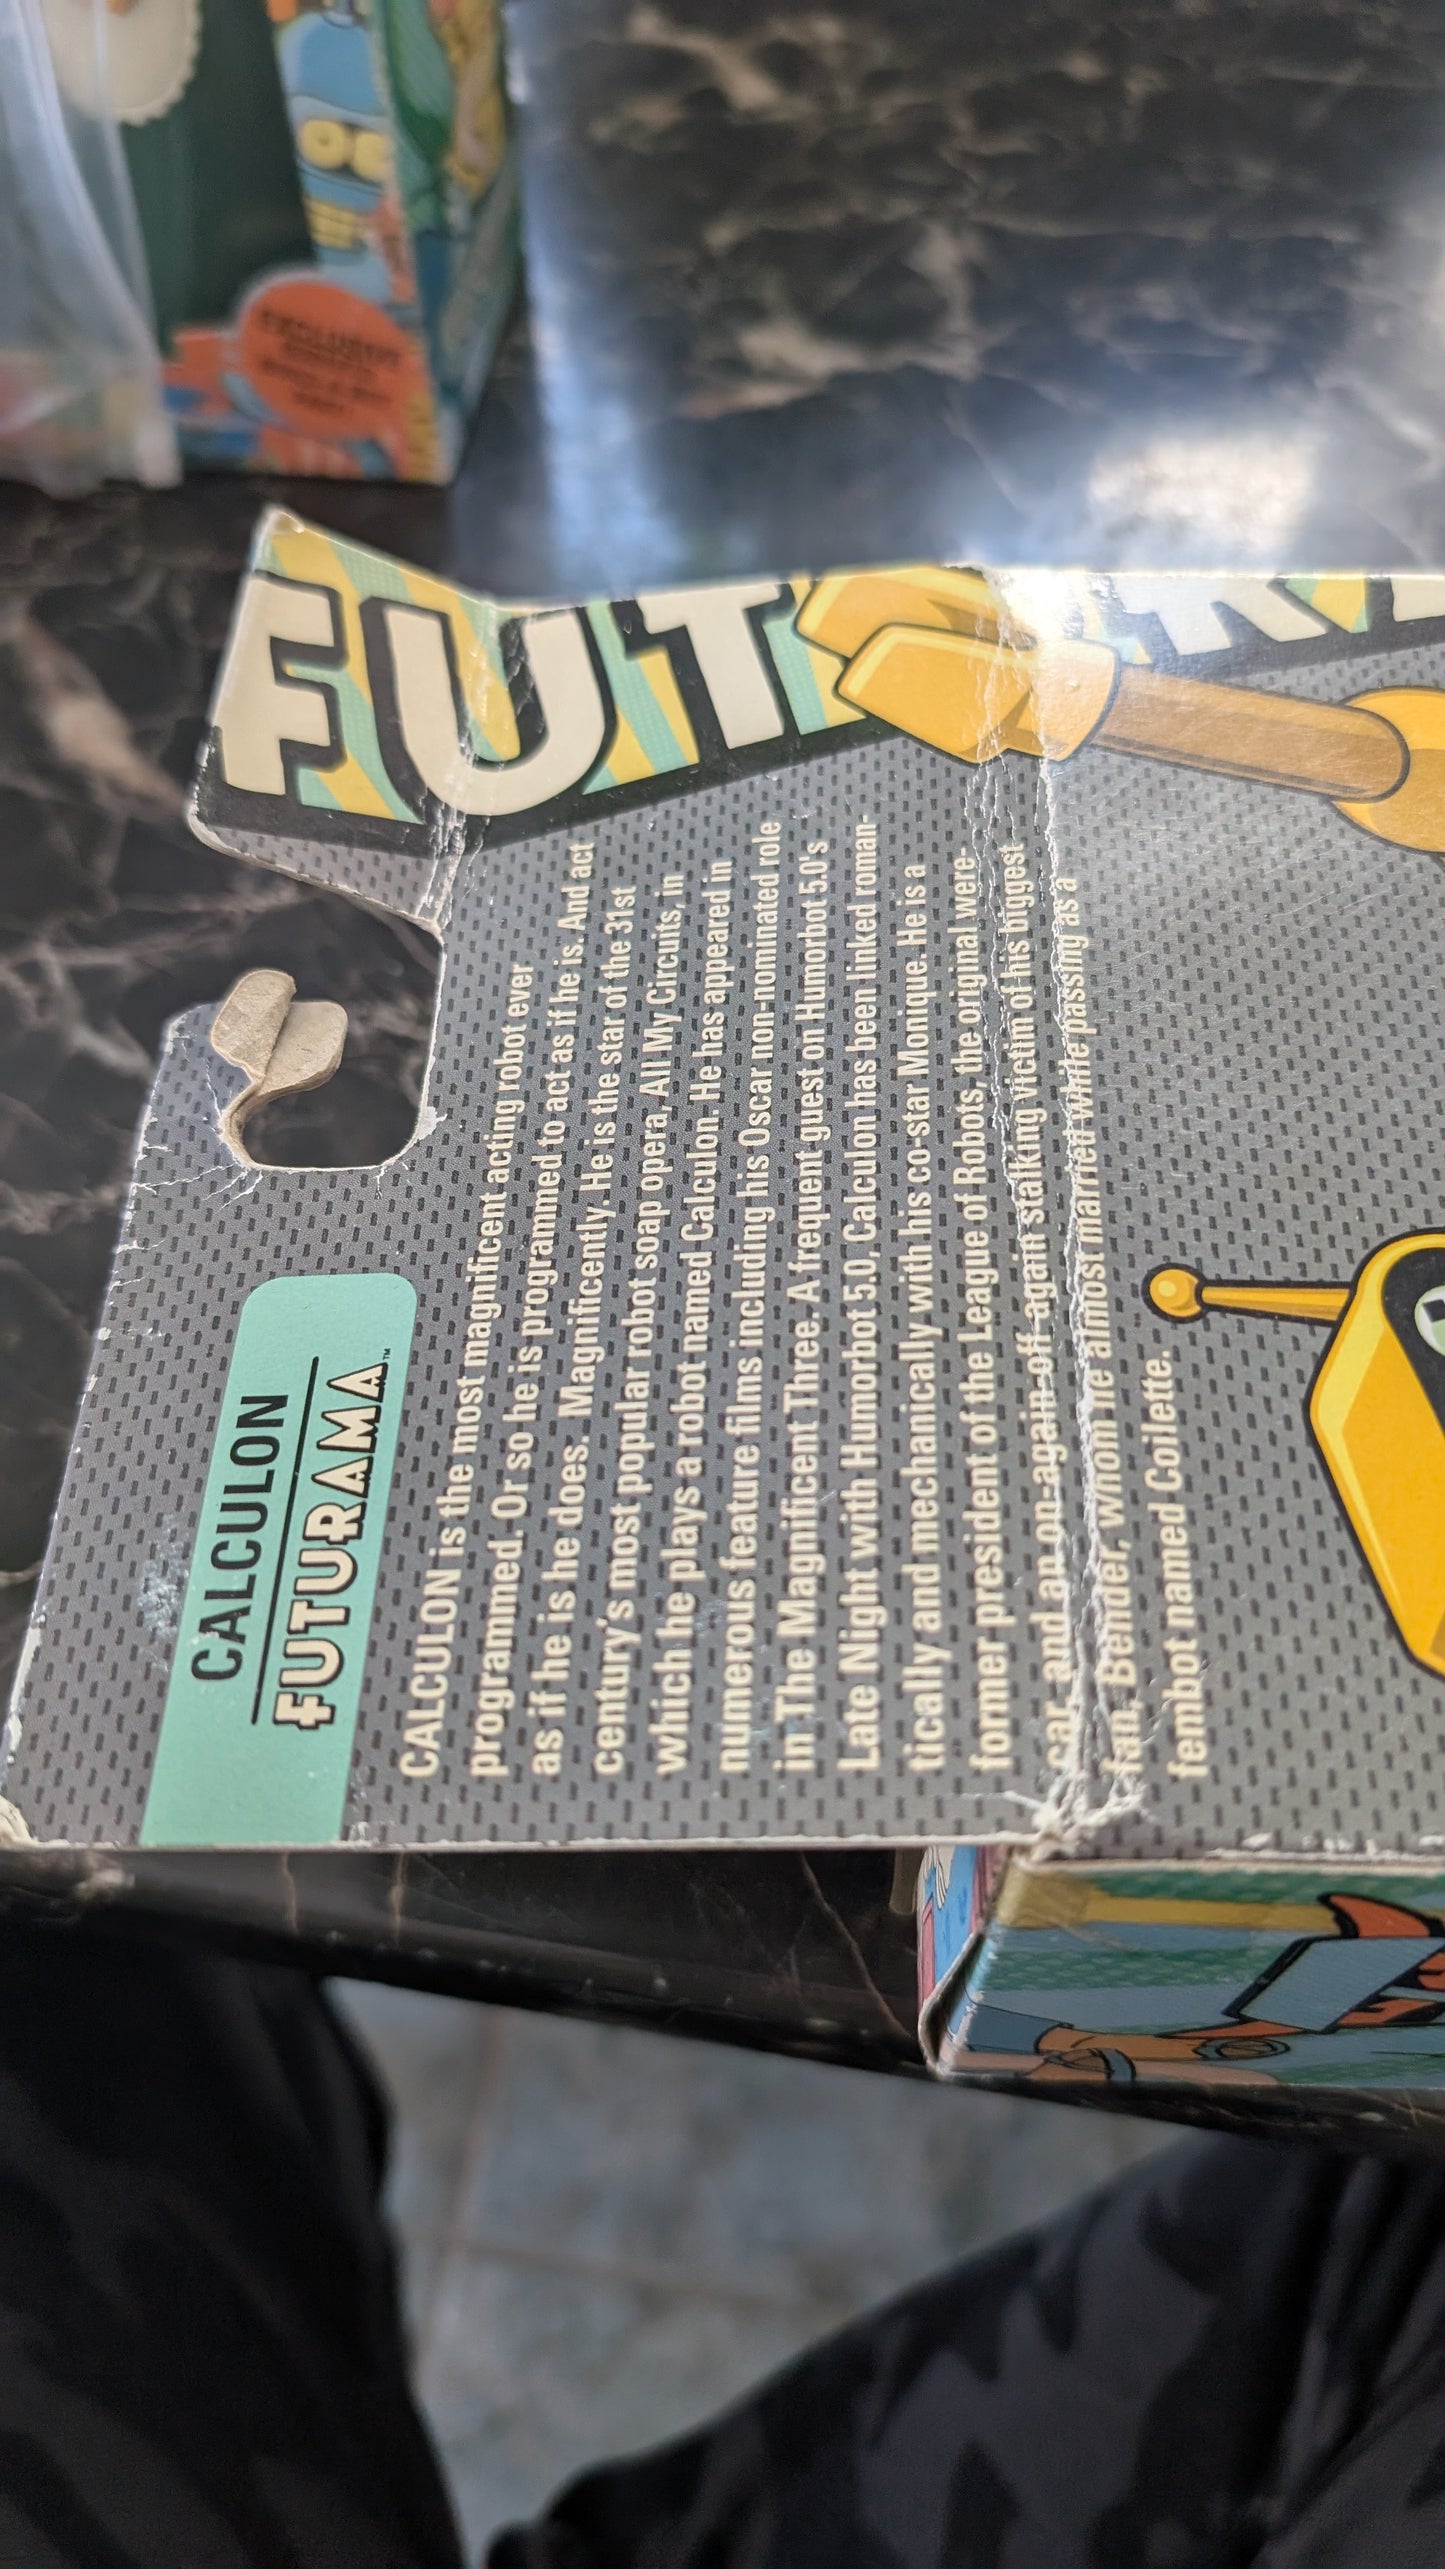 CALCULON
FUTURAMA™
CALCULON is the most magnificent acting robot ever
programmed. Or so he is programmed to act as if he is. And act
as if he is he does. Magnificently. He is the star of the 31st
century's most popular robot soap opera, All My Circuits, in
which he plays a robot named Calculon. He has appeared in
numerous feature films including his Oscar non-nominated role
in The Magnificent Three. A frequent guest on Humorbot 5.0's
Late Night with Humorbot 5.0, Calculon has been linked roman-
tically and mechanically with his co-star Monique. He is a
former president of the League of Robots, the original were-
car, and an on-again-off-again stalking victim of his biggest
fan, Bender, whom he almost married while passing as a
fembot named Coilette.
FUT
EXCLUSIVE